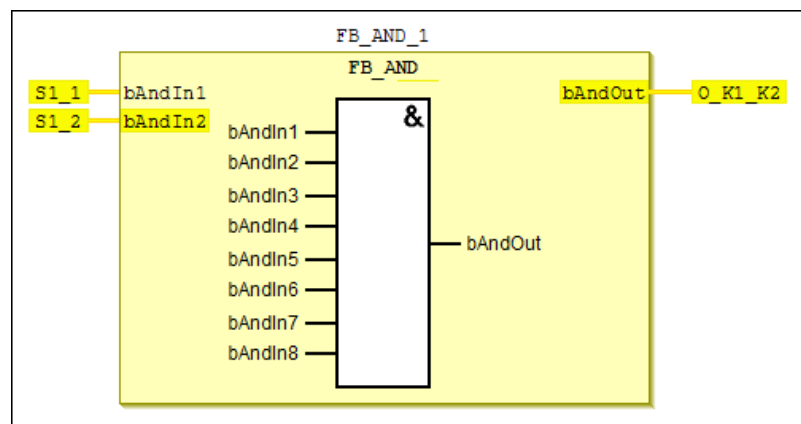 FB_AND_1
FB_AND
S1_1 bAndIn1 bAndOut O_K1_K2
S1_2 bAndIn2
&
bAndIn1
bAndIn2
bAndIn3
bAndIn4
bAndOut
bAndIn5
bAndIn6
bAndIn7
bAndIn8